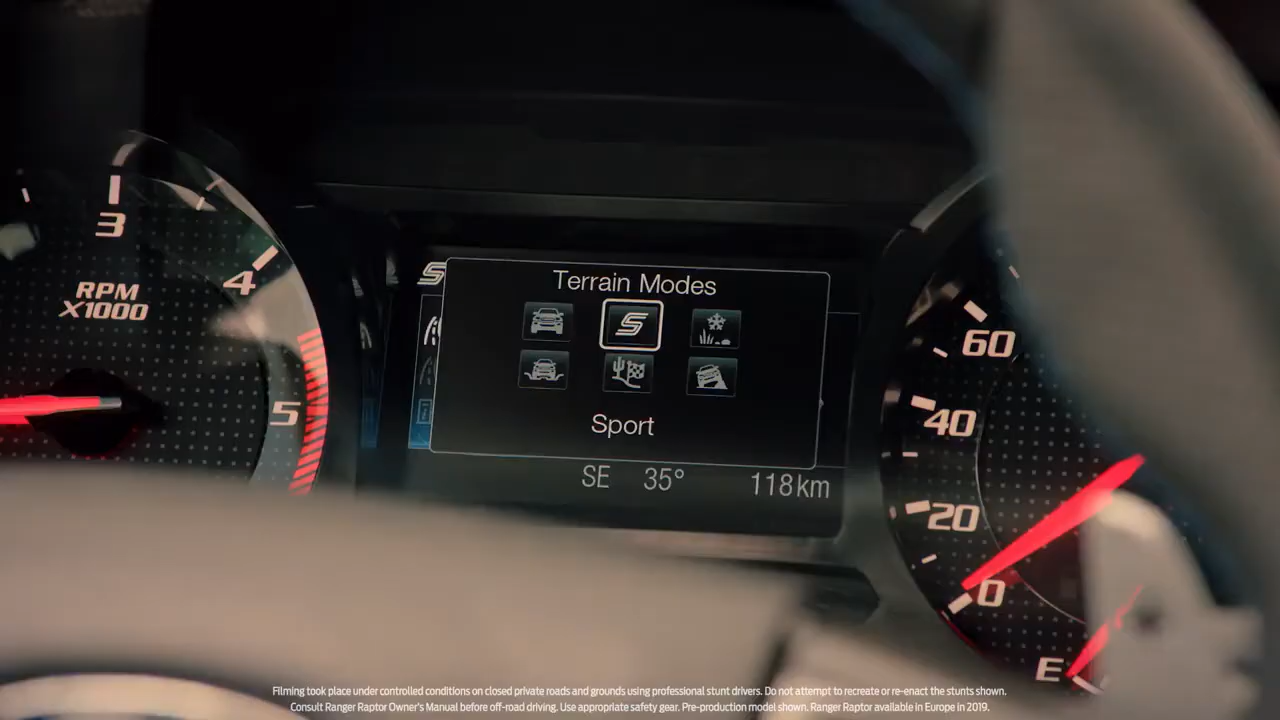 3
4
RPM
X1000
5
S
Terrain Modes
S
Sport
SE 35° 118km
60
40
20
0
E
Filming took place under controlled conditions on closed private roads and grounds using professional stunt drivers. Do not attempt to recreate or re-enact the stunts shown.
Consult Ranger Raptor Owner's Manual before off-road driving. Use appropriate safety gear. Pre-production model shown. Ranger Raptor available in Europe in 2019.